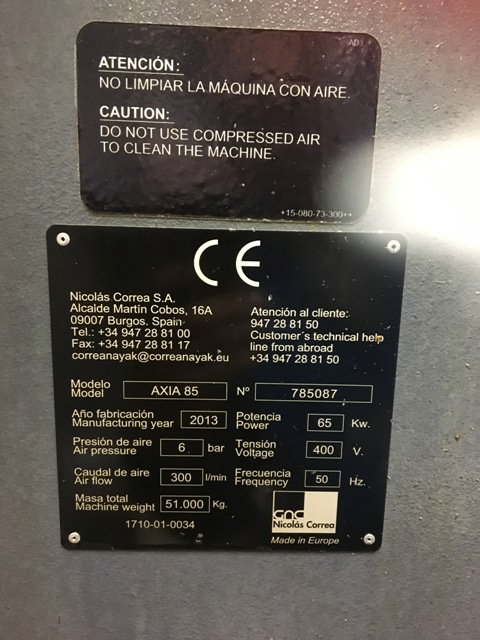 ADJ
ATENCIÓN:
NO LIMPIAR LA MÁQUINA CON AIRE.
CAUTION:
DO NOT USE COMPRESSED AIR
TO CLEAN THE MACHINE.
+15-080-73-300++
CE
Nicolás Correa S.A.
Alcalde Martín Cobos, 16A
09007 Burgos. Spain
Tel.: +34 947 28 81 00
Fax: +34 947 28 81 17
correanayak@correanayak.eu
Atención al cliente:
947 28 81 50
Customer´s technical help
line from abroad
+34 947 28 81 50
Modelo
Model
AXIA 85
Nº
785087
Año fabricación
Manufacturing year
2013
Potencia
Power
65
Kw.
Presión de aire
Air pressure
6
bar
Tensión
Voltage
400
V.
Caudal de aire
Air flow
300
l/min
Frecuencia
Frequency
50
Hz.
Masa total
Machine weight
51.000
Kg.
1710-01-0034
GNC
Nicolás Correa
Made in Europe